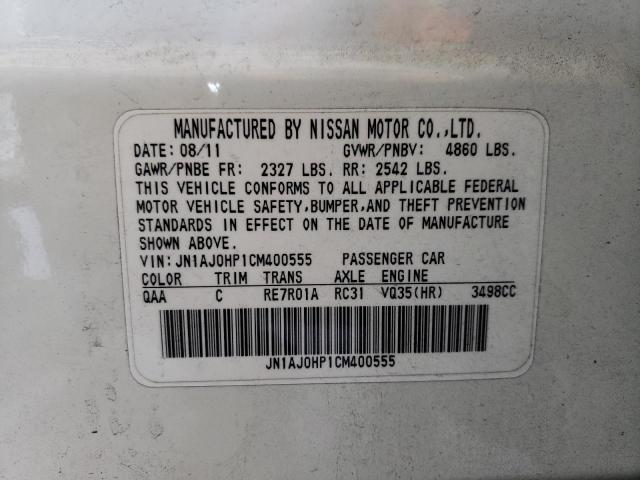 MANUFACTURED BY NISSAN MOTOR CO.,LTD.
DATE: 08/11 GVWR/PNBV: 4860 LBS.
GAWR/PNBE FR: 2327 LBS. RR: 2542 LBS.
THIS VEHICLE CONFORMS TO ALL APPLICABLE FEDERAL
MOTOR VEHICLE SAFETY,BUMPER,AND THEFT PREVENTION
STANDARDS IN EFFECT ON THE DATE OF MANUFACTURE
SHOWN ABOVE.
VIN: JN1AJ0HP1CM400555 PASSENGER CAR
COLOR TRIM TRANS AXLE ENGINE
QAA C RE7R01A RC31 VQ35(HR) 3498CC
JN1AJ0HP1CM400555